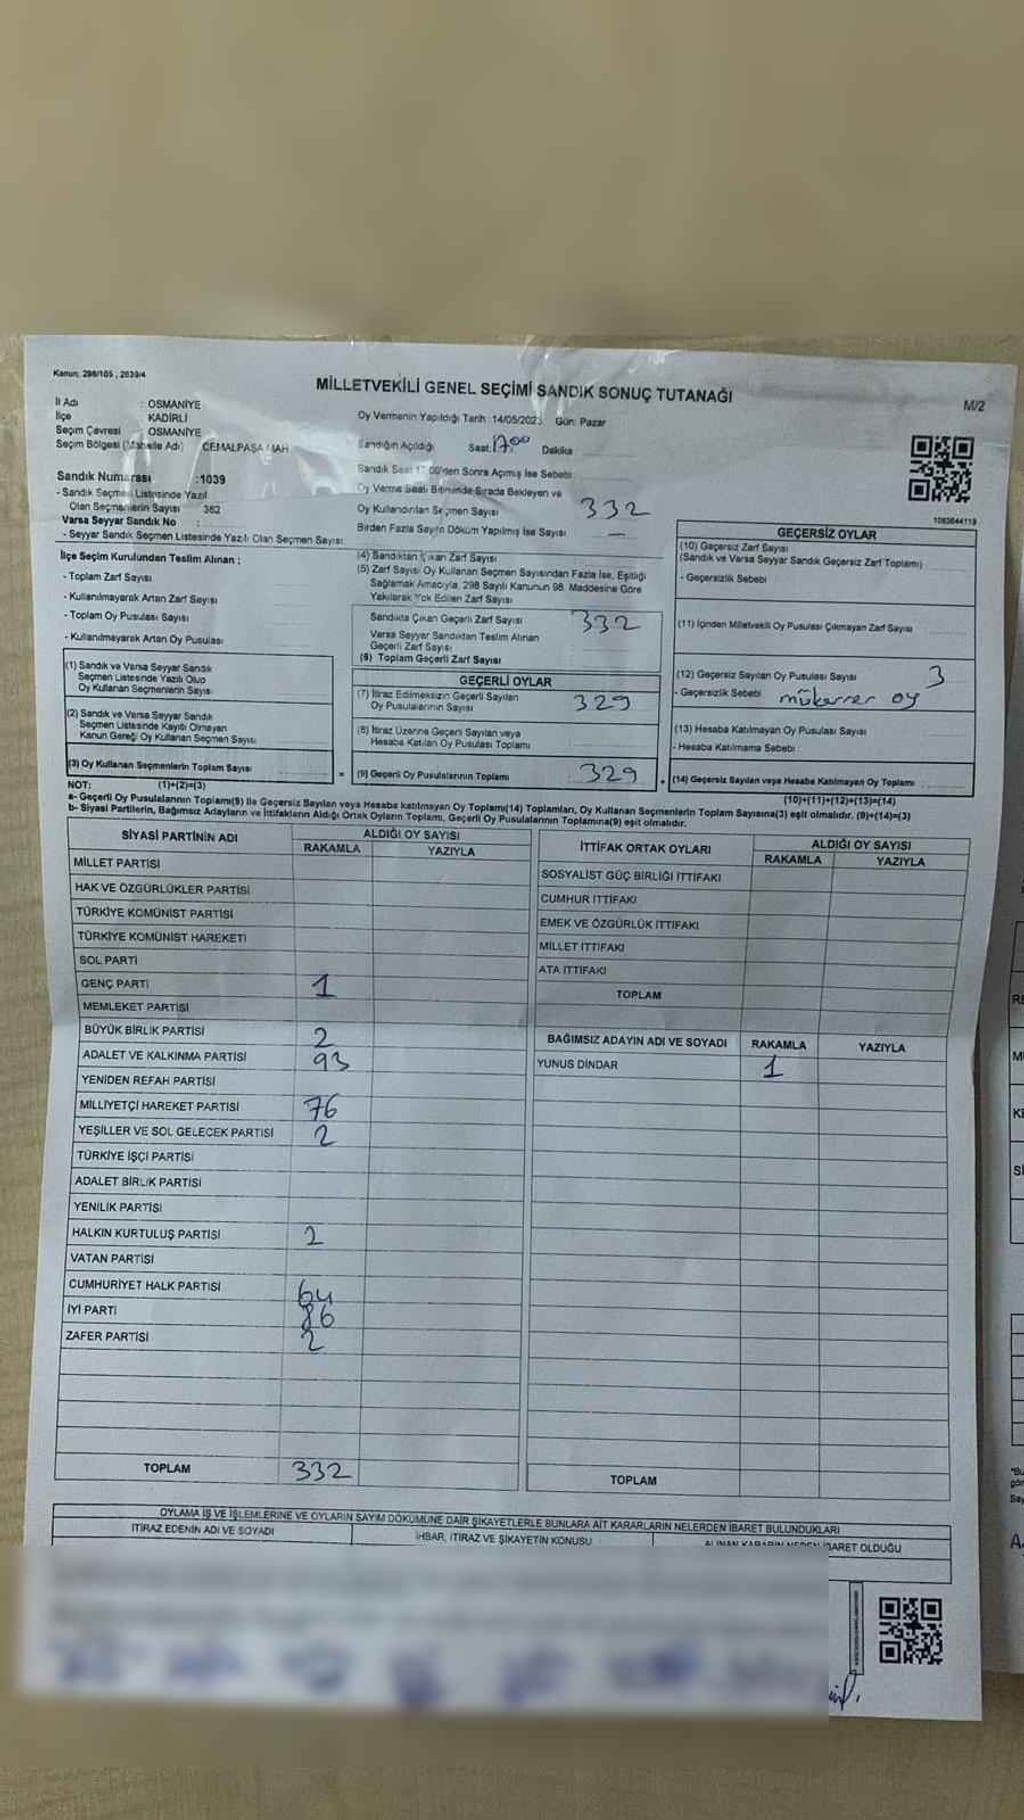 Kanun: 298/105 , 2839/4
MİLLETVEKİLİ GENEL SEÇİMİ SANDIK SONUÇ TUTANAĞI
M/2
İl Adı : OSMANİYE
İlçe KADİRLİ
Seçim Çevresi OSMANİYE
Seçim Bölgesi (Mahalle Adı) CEMALPAŞA MAH
Oy Vermenin Yapıldığı Tarih :14/05/2023 Gün: Pazar
Sandığın Açıldığı Saat 17.00 Dakika
Sandık Saat 17:00'den Sonra Açımış İse Sebebi
Oy Verme Saati Bitiminde Sırada Bekleyen ve
Oy Kullandırılan Seçmen Sayısı 332
Birden Fazla Sayım Döküm Yapılmış İse Sayısı —
Sandık Numarası :1039
- Sandık Seçmen Listesinde Yazılı
Olan Seçmenlerin Sayısı 362
Varsa Seyyar Sandık No :
- Seyyar Sandık Seçmen Listesinde Yazılı Olan Seçmen Sayısı:
1083844119
İlçe Seçim Kurulundan Teslim Alınan :
- Toplam Zarf Sayısı
- Kullanılmayarak Artan Zarf Sayısı
- Toplam Oy Pusulası Sayısı
- Kullanılmayarak Artan Oy Pusulası
(4) Sandıktan Çıkan Zarf Sayısı
(5) Zarf Sayısı Oy Kullanan Seçmen Sayısından Fazla İse, Eşitliği
Sağlamak Amacıyla, 298 Sayılı Kanunun 98. Maddesine Göre
Yakılarak Yok Edilen Zarf Sayısı
Sandıkta Çıkan Geçerli Zarf Sayısı 332
Varsa Seyyar Sandıktan Teslim Alınan
Geçerli Zarf Sayısı
(6) Toplam Geçerli Zarf Sayısı
GEÇERSİZ OYLAR
(10) Geçersiz Zarf Sayısı
(Sandık ve Varsa Seyyar Sandık Geçersiz Zarf Toplamı)
- Geçersizlik Sebebi
(11) İçinden Milletvekili Oy Pusulası Çıkmayan Zarf Sayısı
(12) Geçersiz Sayılan Oy Pusulası Sayısı 3
- Geçersizlik Sebebi mükerrer oy
(13) Hesaba Katılmayan Oy Pusulası Sayısı
- Hesaba Katılmama Sebebi :
(14) Geçersiz Sayılan veya Hesaba Katılmayan Oy Toplamı
(10)+(11)+(12)+(13)=(14)
(1) Sandık ve Varsa Seyyar Sandık
Seçmen Listesinde Yazılı Olup
Oy Kullanan Seçmenlerin Sayısı
(2) Sandık ve Varsa Seyyar Sandık
Seçmen Listesinde Kayıtlı Olmayan
Kanun Gereği Oy Kullanan Seçmen Sayısı
(3) Oy Kullanan Seçmenlerin Toplam Sayısı
=
GEÇERLİ OYLAR
(7) İtiraz Edilmeksizin Geçerli Sayılan
Oy Pusulalarının Sayısı 329
(8) İtiraz Üzerine Geçerli Sayılan veya
Hesaba Katılan Oy Pusulası Toplamı
(9) Geçerli Oy Pusulalarının Toplamı 329 +
NOT: (1)+(2)=(3)
a- Geçerli Oy Pusulalarının Toplamı(9) ile Geçersiz Sayılan veya Hesaba katılmayan Oy Toplamı(14) Toplamları, Oy Kullanan Seçmenlerin Toplam Sayısına(3) eşit olmalıdır. (9)+(14)=(3)
b- Siyasi Partilerin, Bağımsız Adayların ve İttifakların Aldığı Ortak Oyların Toplamı, Geçerli Oy Pusulalarının Toplamına(9) eşit olmalıdır.
SİYASİ PARTİNİN ADI ALDIĞI OY SAYISI
RAKAMLA YAZIYLA
MİLLET PARTİSİ
HAK VE ÖZGÜRLÜKLER PARTİSİ
TÜRKİYE KOMÜNİST PARTİSİ
TÜRKİYE KOMÜNİST HAREKETİ
SOL PARTİ
GENÇ PARTİ 1
MEMLEKET PARTİSİ
BÜYÜK BİRLİK PARTİSİ 2
ADALET VE KALKINMA PARTİSİ 93
YENİDEN REFAH PARTİSİ
MİLLİYETÇİ HAREKET PARTİSİ 76
YEŞİLLER VE SOL GELECEK PARTİSİ 2
TÜRKİYE İŞÇİ PARTİSİ
ADALET BİRLİK PARTİSİ
YENİLİK PARTİSİ
HALKIN KURTULUŞ PARTİSİ 2
VATAN PARTİSİ
CUMHURİYET HALK PARTİSİ 64
İYİ PARTİ 86
ZAFER PARTİSİ 2
TOPLAM 332
İTTİFAK ORTAK OYLARI ALDIĞI OY SAYISI
RAKAMLA YAZIYLA
SOSYALİST GÜÇ BİRLİĞİ İTTİFAKI
CUMHUR İTTİFAKI
EMEK VE ÖZGÜRLÜK İTTİFAKI
MİLLET İTTİFAKI
ATA İTTİFAKI
TOPLAM
BAĞIMSIZ ADAYIN ADI VE SOYADI RAKAMLA YAZIYLA
YUNUS DİNDAR 1
TOPLAM
OYLAMA İŞ VE İŞLEMLERİNE VE OYLARIN SAYIM DÖKÜMÜNE DAİR ŞİKAYETLERLE BUNLARA AİT KARARLARIN NELERDEN İBARET BULUNDUKLARI
İTİRAZ EDENİN ADI VE SOYADI
İHBAR, İTİRAZ VE ŞİKAYETİN KONUSU
ALINAN KARARIN NEDEN İBARET OLDUĞU